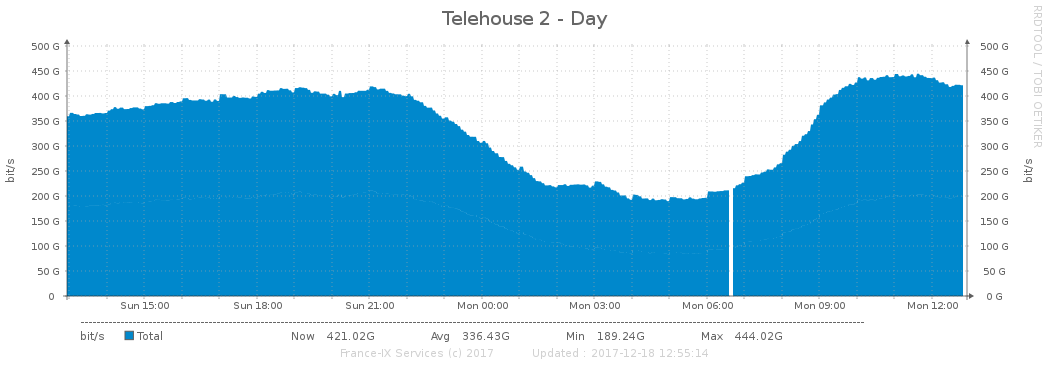 Telehouse 2 - Day
RRDTOOL / TOBI OETIKER
500 G 500 G
450 G 450 G
400 G 400 G
350 G 350 G
300 G 300 G
250 G 250 G
200 G 200 G
150 G 150 G
100 G 100 G
50 G 50 G
0 0 G
bit/s bit/s
Sun 15:00 Sun 18:00 Sun 21:00 Mon 00:00 Mon 03:00 Mon 06:00 Mon 09:00 Mon 12:00
bit/s Total Now 421.02G Avg 336.43G Min 189.24G Max 444.02G
France-IX Services (c) 2017 Updated : 2017-12-18 12:55:14